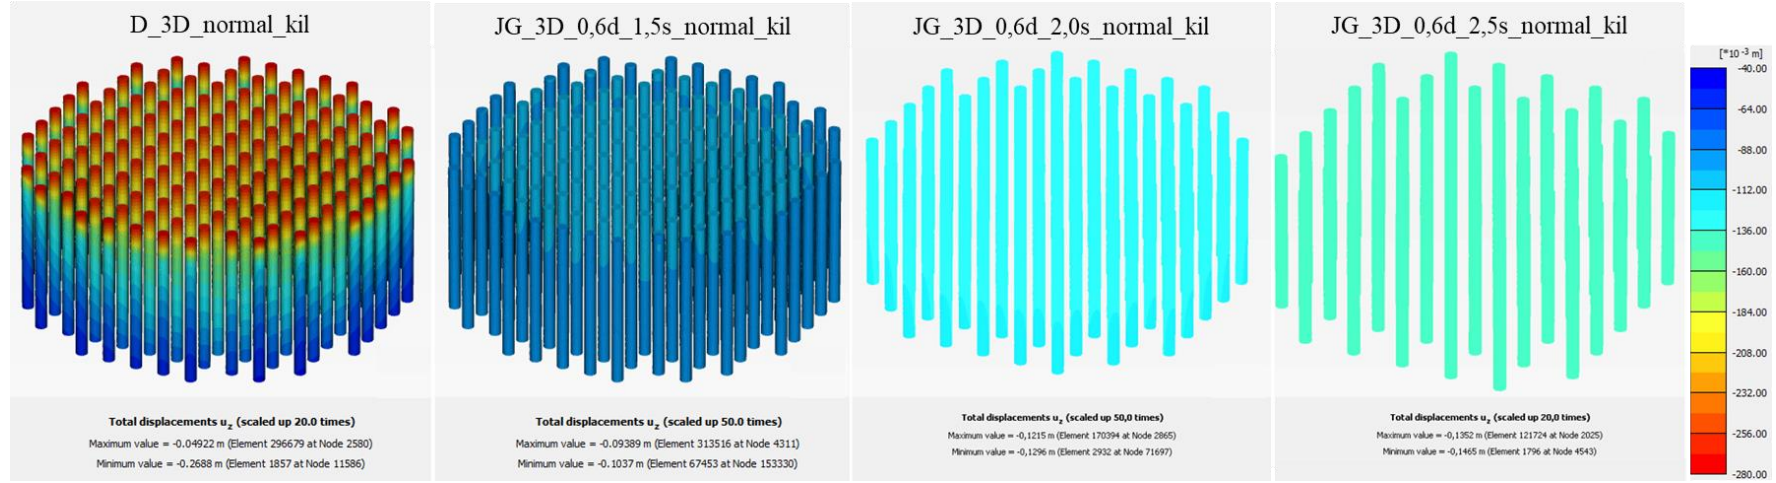 D_3D_normal_kil
Total displacements uz (scaled up 20.0 times)
Maximum value = -0.04922 m (Element 296679 at Node 2580)
Minimum value = -0.2688 m (Element 1857 at Node 11586)
JG_3D_0,6d_1,5s_normal_kil
Total displacements uz (scaled up 50.0 times)
Maximum value = -0.09389 m (Element 313516 at Node 4311)
Minimum value = -0.1037 m (Element 67453 at Node 153330)
JG_3D_0,6d_2,0s_normal_kil
Total displacements uz (scaled up 50,0 times)
Maximum value = -0,1215 m (Element 170394 at Node 2865)
Minimum value = -0,1296 m (Element 2932 at Node 71697)
JG_3D_0,6d_2,5s_normal_kil
Total displacements uz (scaled up 20,0 times)
Maximum value = -0,1352 m (Element 121724 at Node 2025)
Minimum value = -0,1465 m (Element 1796 at Node 4543)
[*10⁻³ m]
-40.00
-64.00
-88.00
-112.00
-136.00
-160.00
-184.00
-208.00
-232.00
-256.00
-280.00